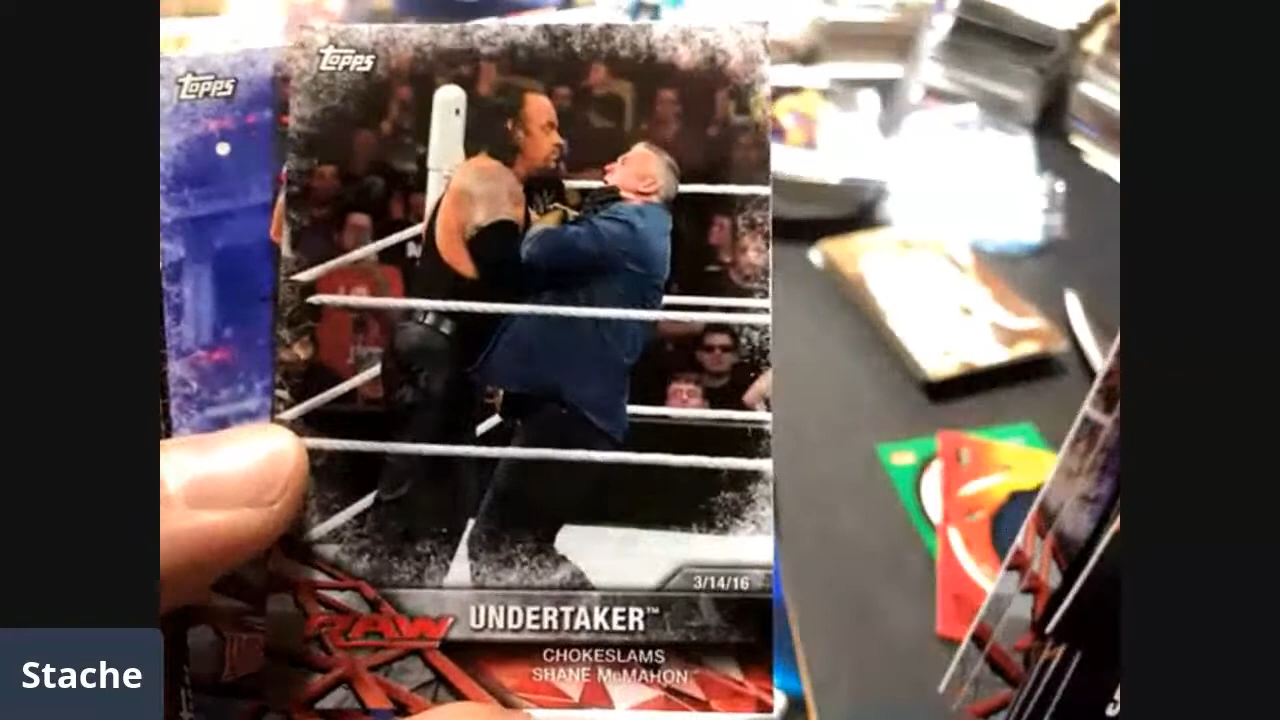 Topps
Topps
3/14/16
UNDERTAKER™
RAW
CHOKESLAMS
SHANE McMAHON
Stache